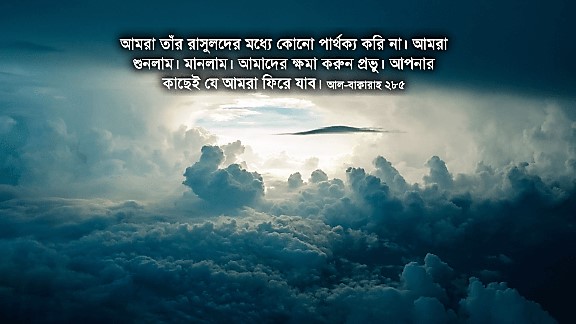 আমরা তাঁর রাসুলদের মধ্যে কোনো পার্থক্য করি না। আমরা
শুনলাম। মানলাম। আমাদের ক্ষমা করুন প্রভু। আপনার
কাছেই যে আমরা ফিরে যাব। আল-বাক্বারাহ ২৮৫